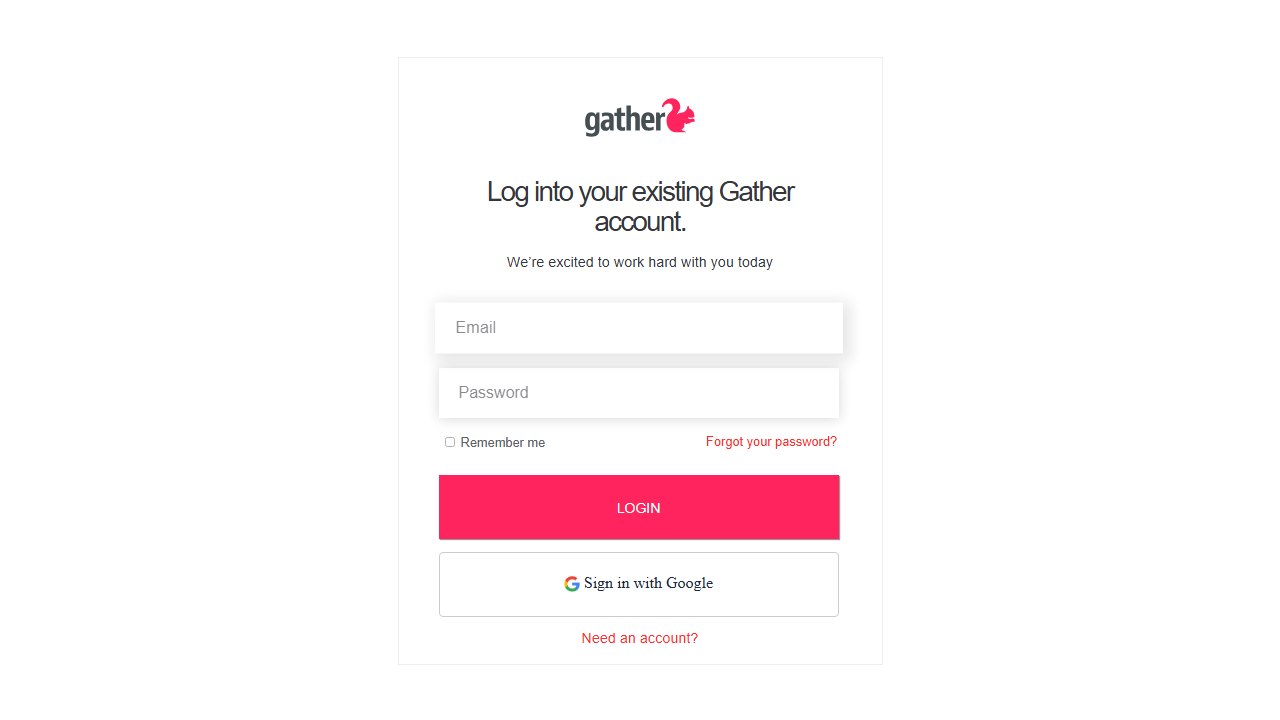 gather
Log into your existing Gather
account.
We’re excited to work hard with you today
Email
Password
Remember me
Forgot your password?
LOGIN
Sign in with Google
Need an account?